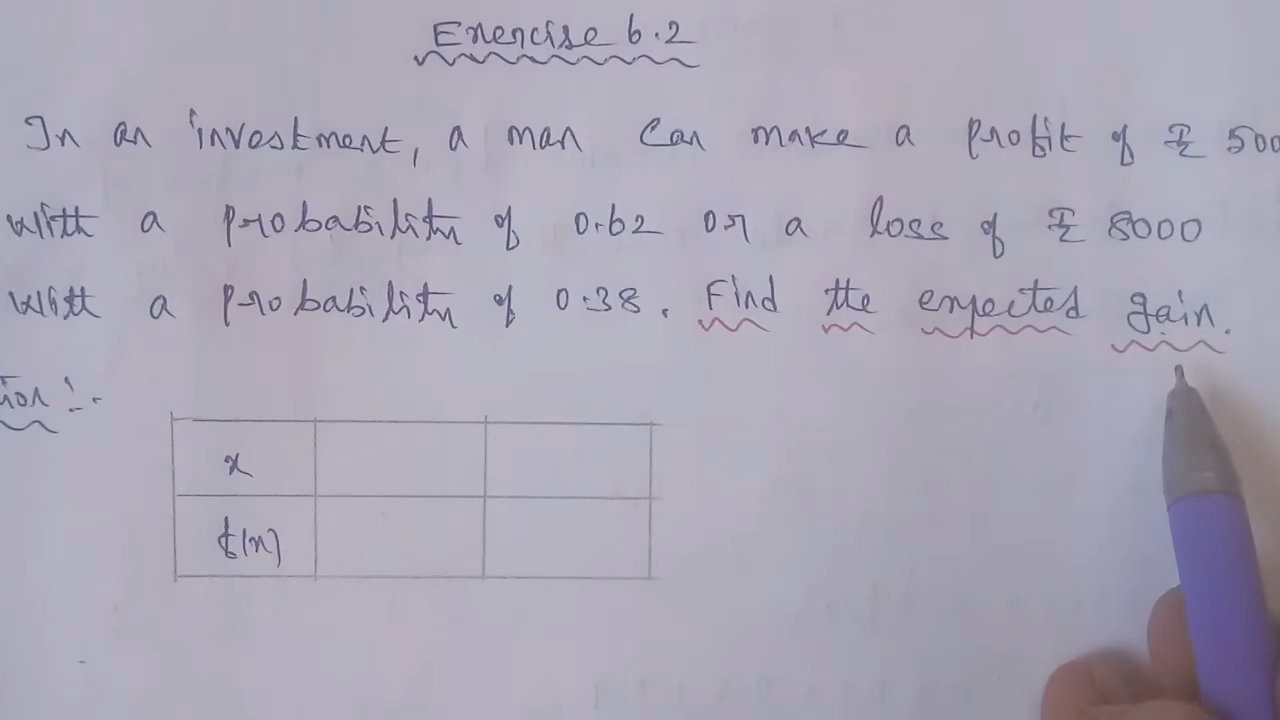 Exercise 6.2
In an investment, a man can make a profit of ₹ 500
with a probability of 0.62 or a loss of ₹ 8000
with a probability of 0.38. Find the expected gain.
tion :-
x
f(x)